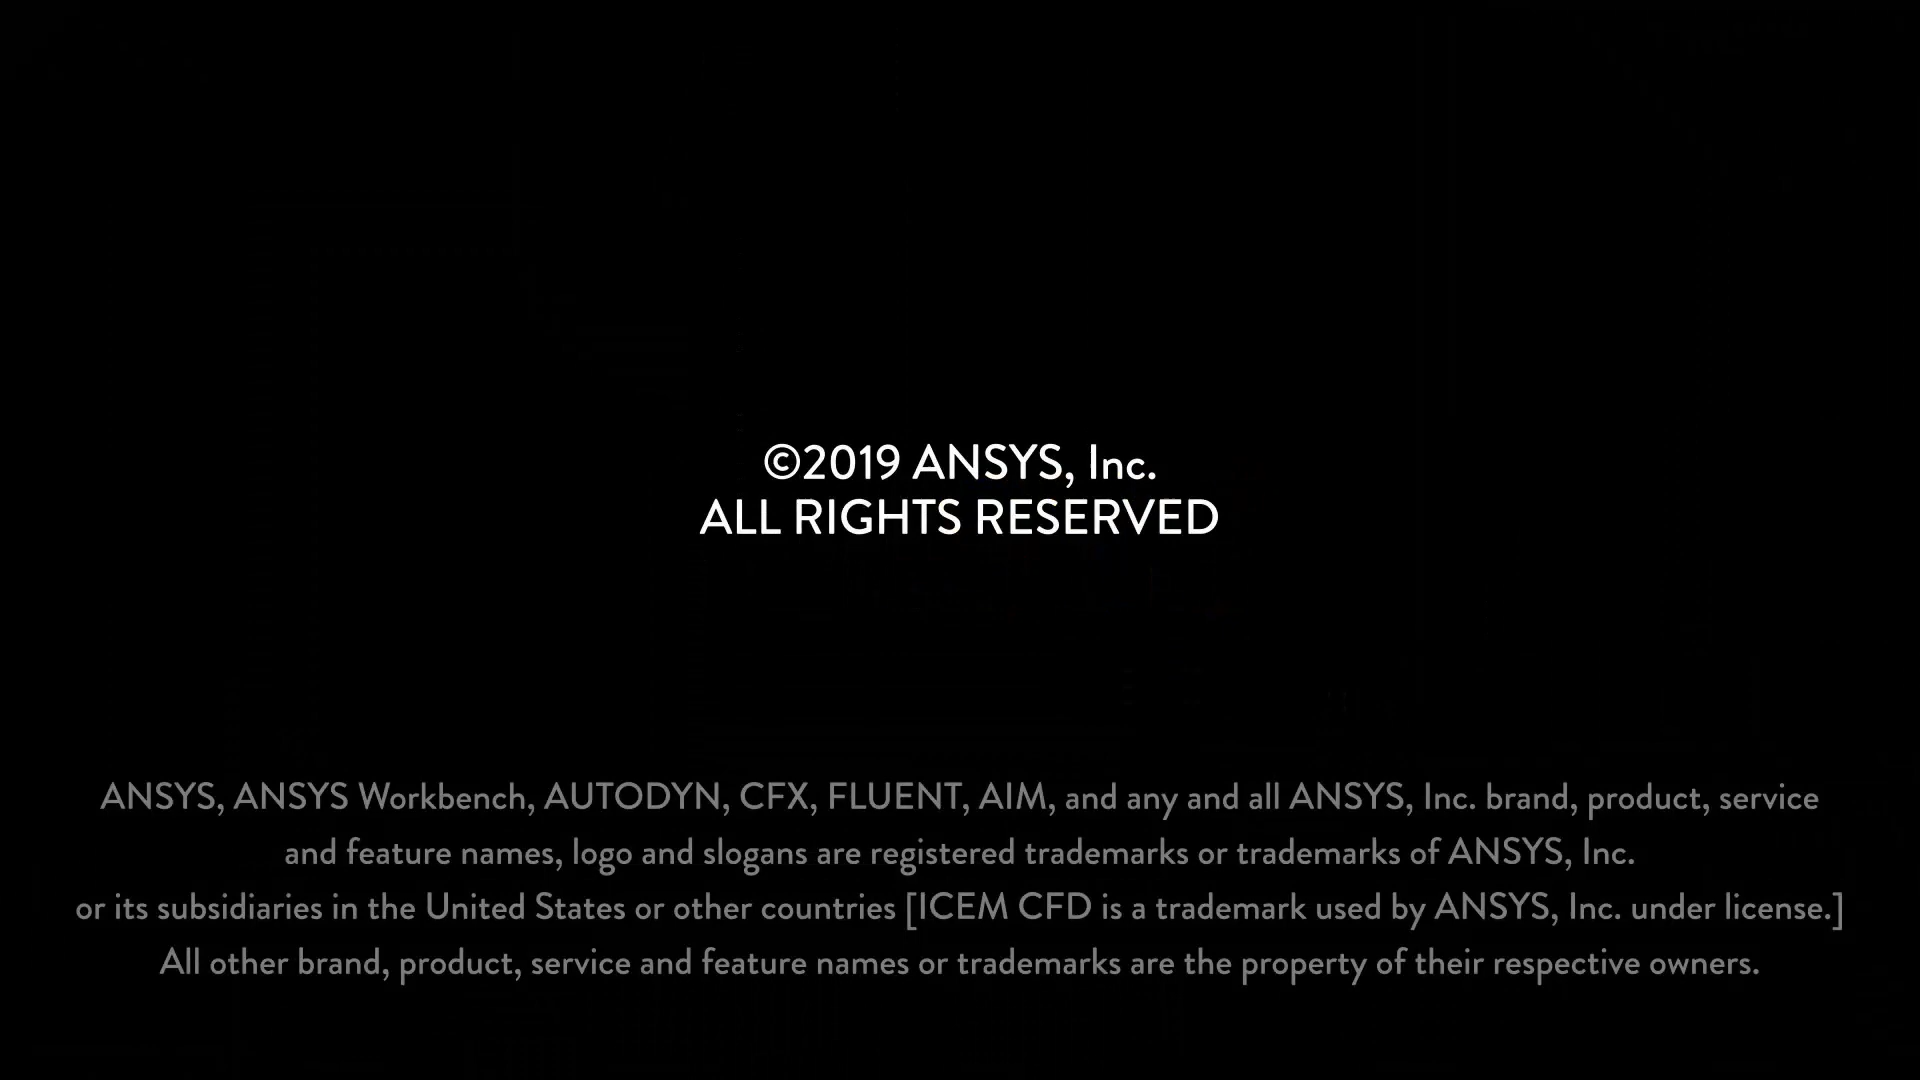 ©2019 ANSYS, Inc.
ALL RIGHTS RESERVED
ANSYS, ANSYS Workbench, AUTODYN, CFX, FLUENT, AIM, and any and all ANSYS, Inc. brand, product, service
and feature names, logo and slogans are registered trademarks or trademarks of ANSYS, Inc.
or its subsidiaries in the United States or other countries [ICEM CFD is a trademark used by ANSYS, Inc. under license.]
All other brand, product, service and feature names or trademarks are the property of their respective owners.